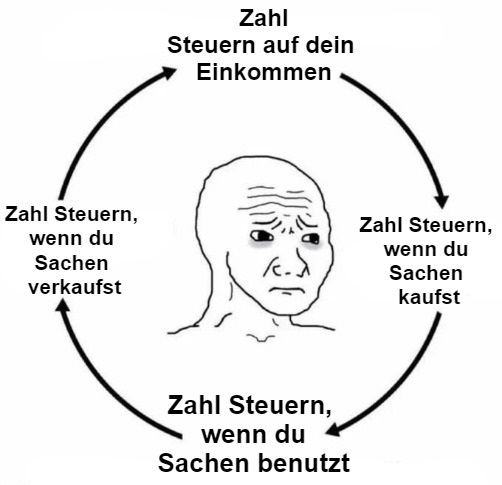 Zahl
Steuern auf dein
Einkommen
Zahl Steuern,
wenn du
Sachen
kaufst
Zahl Steuern,
wenn du
Sachen benutzt
Zahl Steuern,
wenn du
Sachen
verkaufst